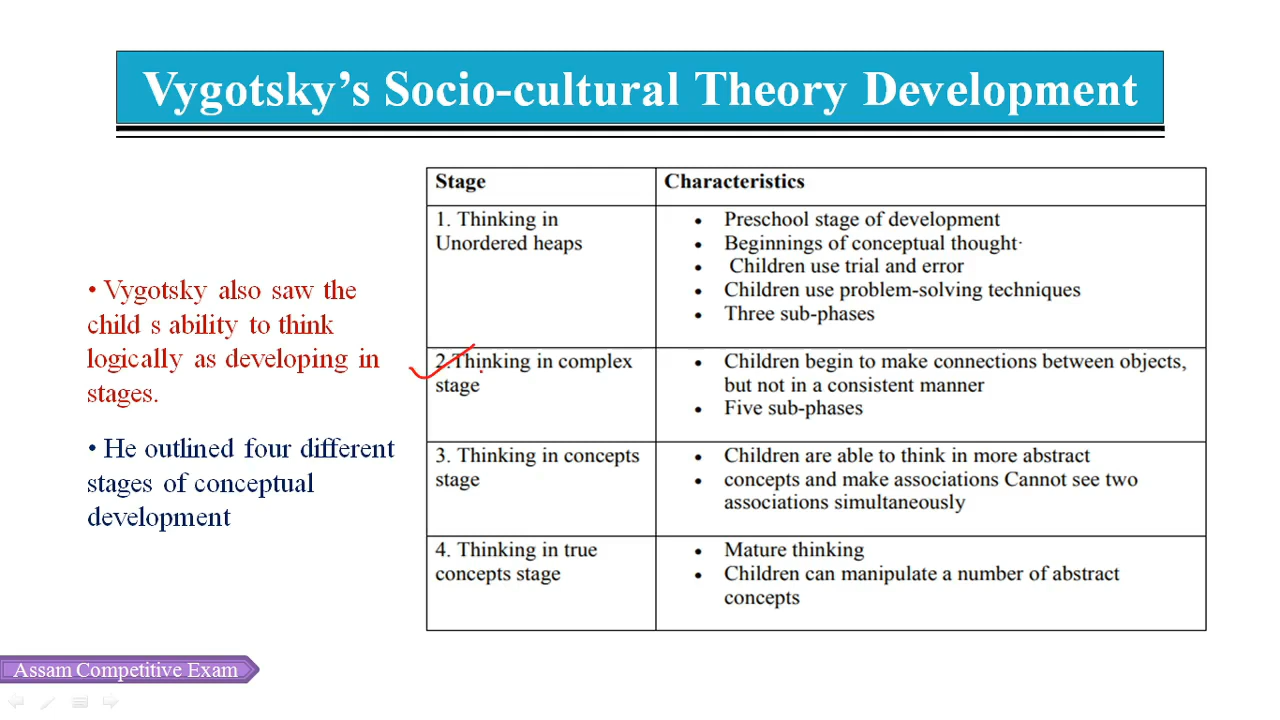 Vygotsky’s Socio-cultural Theory Development
• Vygotsky also saw the
child s ability to think
logically as developing in
stages.
• He outlined four different
stages of conceptual
development
Stage
Characteristics
1. Thinking in
Unordered heaps
• Preschool stage of development
• Beginnings of conceptual thought·
• Children use trial and error
• Children use problem-solving techniques
• Three sub-phases
2.Thinking in complex
stage
• Children begin to make connections between objects,
but not in a consistent manner
• Five sub-phases
3. Thinking in concepts
stage
• Children are able to think in more abstract
• concepts and make associations Cannot see two
associations simultaneously
4. Thinking in true
concepts stage
• Mature thinking
• Children can manipulate a number of abstract
concepts
Assam Competitive Exam